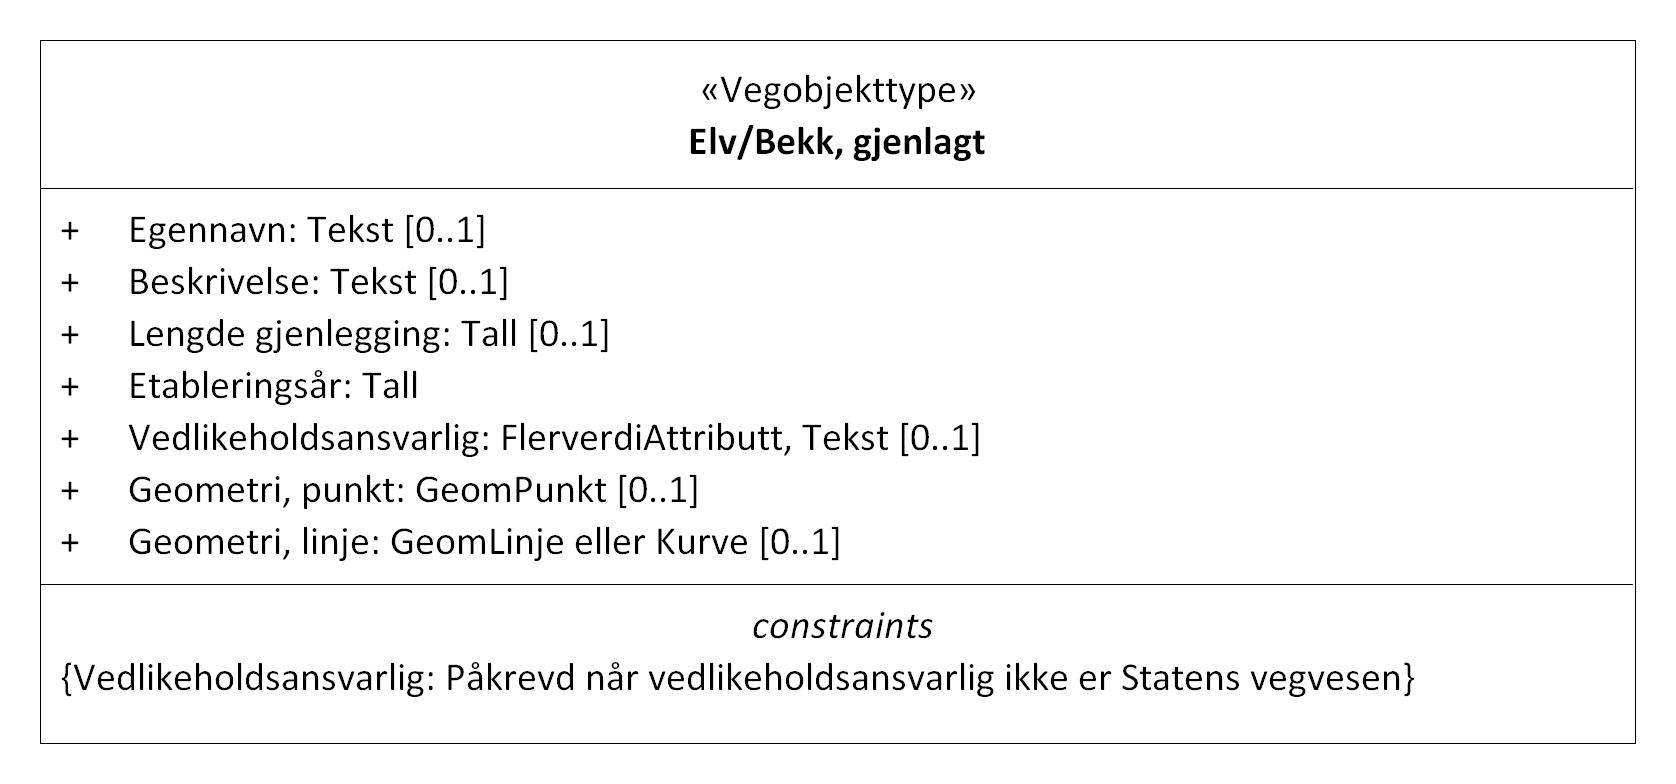 «Vegobjekttype»
Elv/Bekk, gjenlagt
+ Egennavn: Tekst [0..1]
+ Beskrivelse: Tekst [0..1]
+ Lengde gjenlegging: Tall [0..1]
+ Etableringsår: Tall
+ Vedlikeholdsansvarlig: FlerverdiAttributt, Tekst [0..1]
+ Geometri, punkt: GeomPunkt [0..1]
+ Geometri, linje: GeomLinje eller Kurve [0..1]
constraints
{Vedlikeholdsansvarlig: Påkrevd når vedlikeholdsansvarlig ikke er Statens vegvesen}